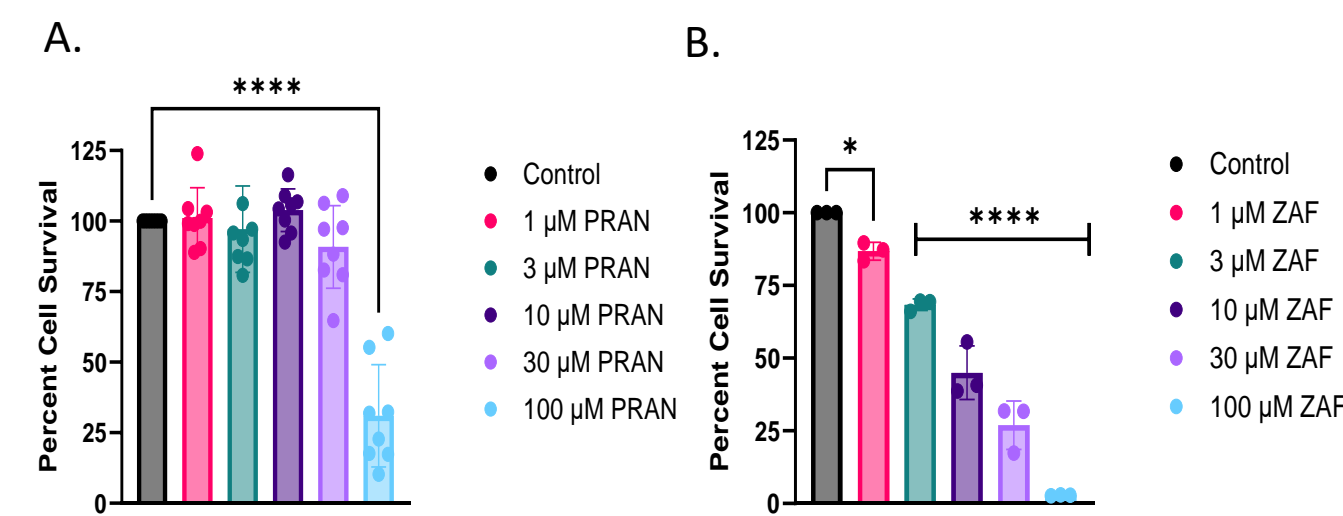 A.
****
125
100
75
50
25
0
Percent Cell Survival
Control
1 µM PRAN
3 µM PRAN
10 µM PRAN
30 µM PRAN
100 µM PRAN
B.
*
****
125
100
75
50
25
0
Percent Cell Survival
Control
1 µM ZAF
3 µM ZAF
10 µM ZAF
30 µM ZAF
100 µM ZAF